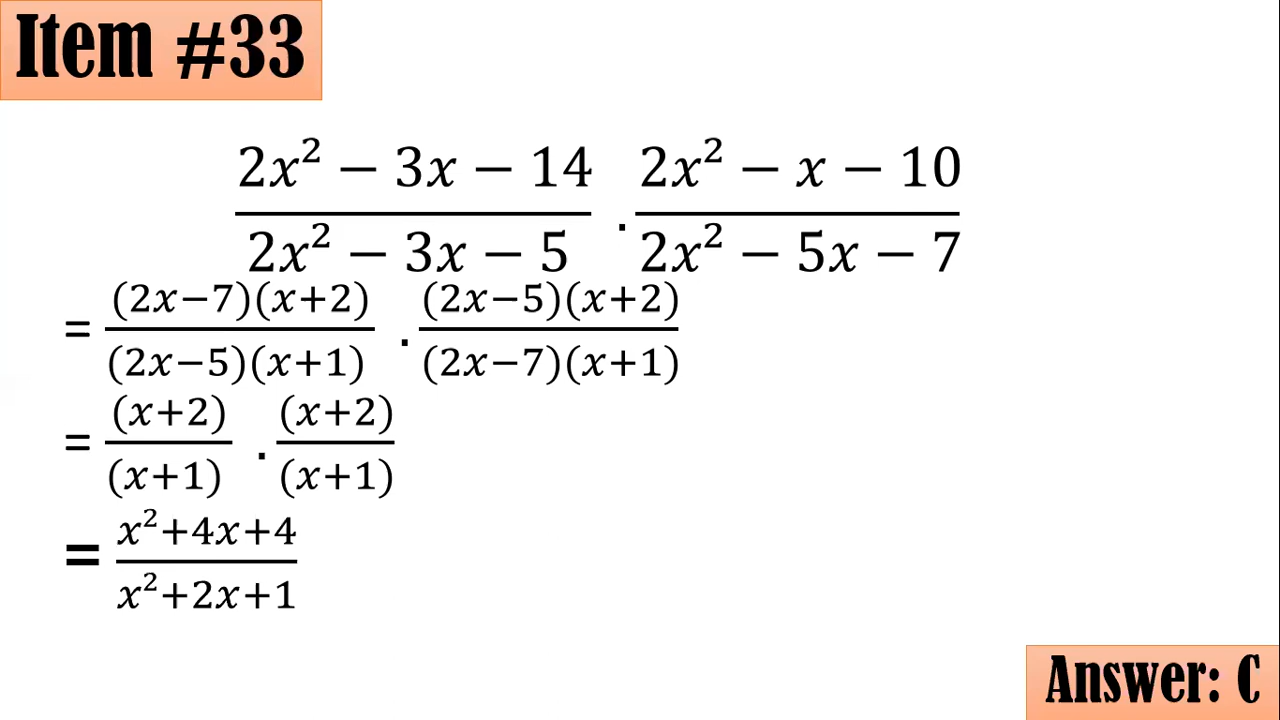 Item #33
(2x² − 3x − 14)/(2x² − 3x − 5) . (2x² − x − 10)/(2x² − 5x − 7)
= ((2x−7)(x+2))/((2x−5)(x+1)) . ((2x−5)(x+2))/((2x−7)(x+1))
= (x+2)/(x+1) . (x+2)/(x+1)
= (x²+4x+4)/(x²+2x+1)
Answer: C